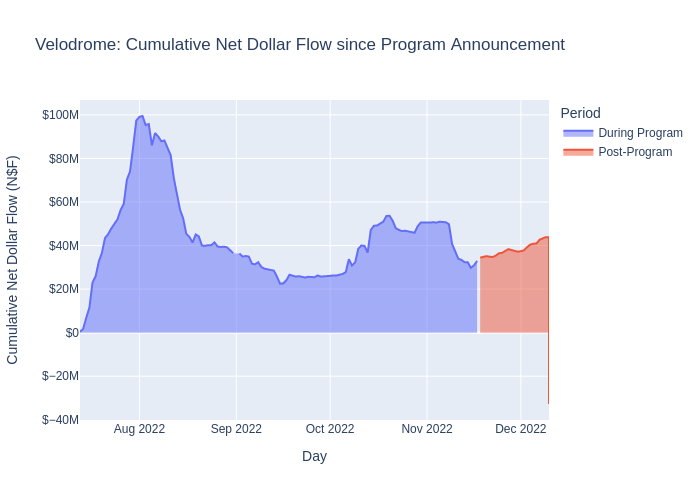 Velodrome: Cumulative Net Dollar Flow since Program Announcement
Cumulative Net Dollar Flow (N$F)
$100M
$80M
$60M
$40M
$20M
$0
$−20M
$−40M
Aug 2022
Sep 2022
Oct 2022
Nov 2022
Dec 2022
Day
Period
During Program
Post-Program